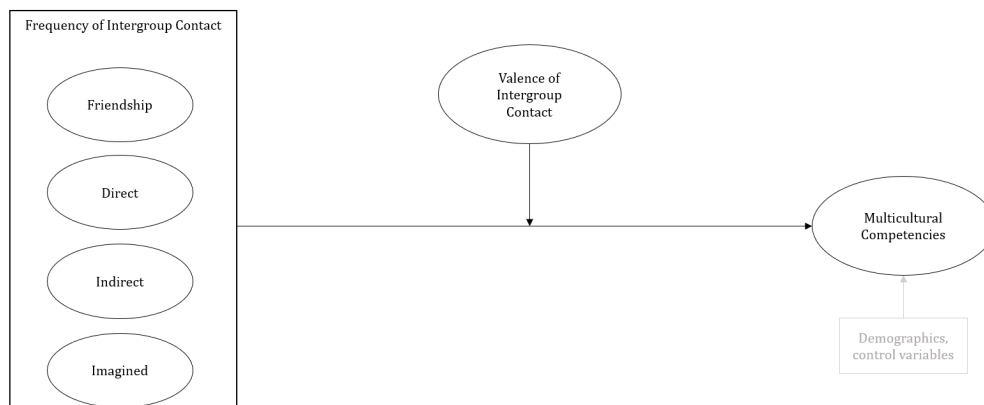 Frequency of Intergroup Contact
Friendship
Direct
Indirect
Imagined
Valence of
Intergroup
Contact
Multicultural
Competencies
Demographics,
control variables